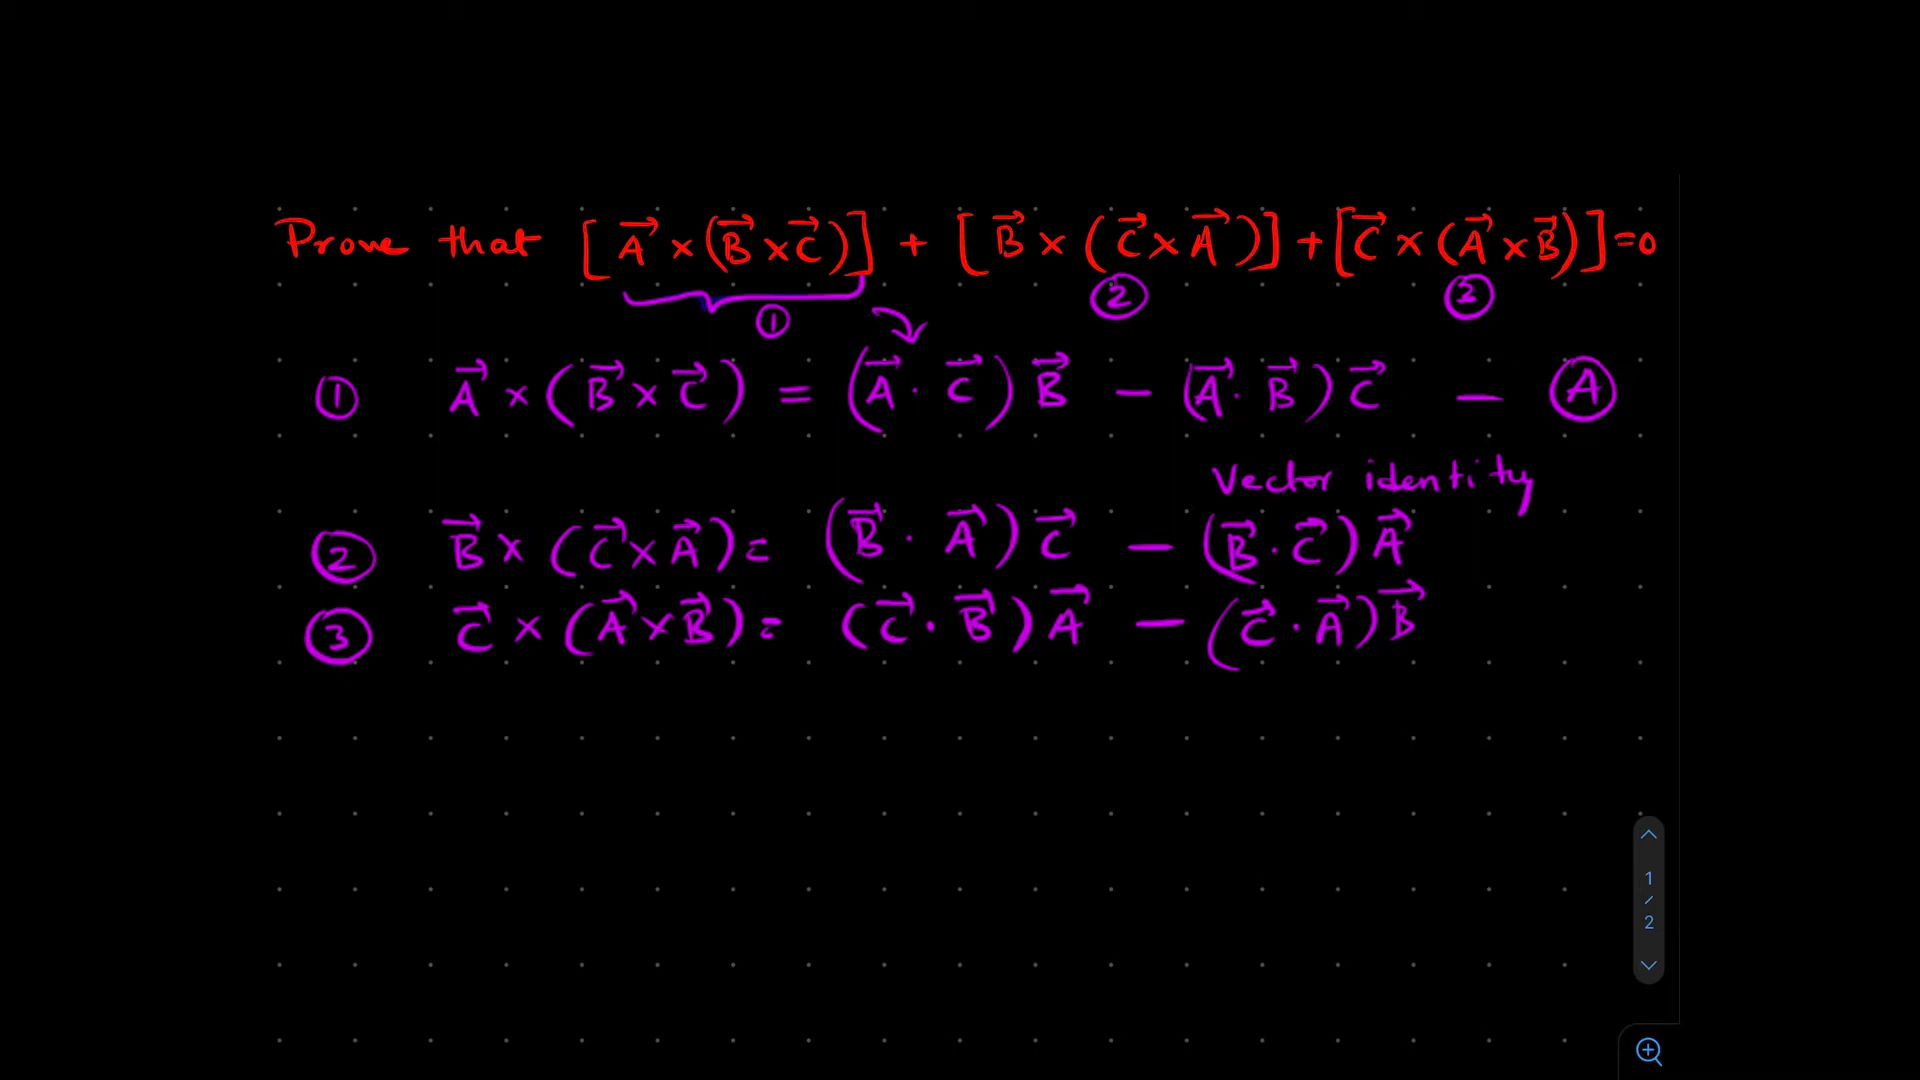 Prove that [A⃗ × (B⃗ × C⃗)] + [B⃗ × (C⃗ × A⃗)] + [C⃗ × (A⃗ × B⃗)] = 0
① ② ③
① A⃗ × (B⃗ × C⃗) = (A⃗ · C⃗) B⃗ − (A⃗ · B⃗) C⃗ — Ⓐ
Vector identity
② B⃗ × (C⃗ × A⃗) = (B⃗ · A⃗) C⃗ − (B⃗ · C⃗) A⃗
③ C⃗ × (A⃗ × B⃗) = (C⃗ · B⃗) A⃗ − (C⃗ · A⃗) B⃗
1
/
2